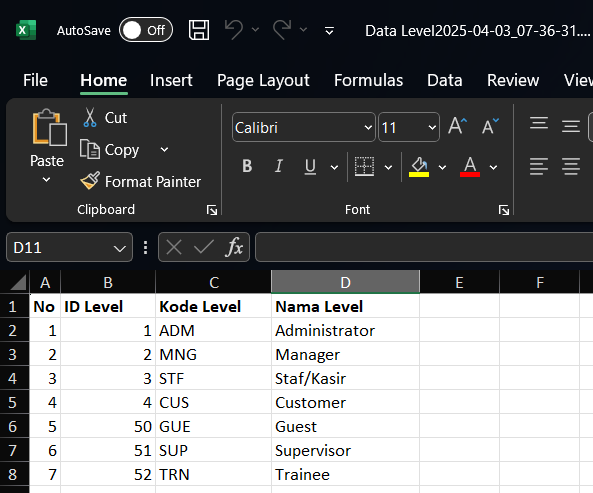 AutoSave Off Data Level2025-04-03_07-36-31....
File Home Insert Page Layout Formulas Data Review View
Paste Cut
Copy
Format Painter
Clipboard
Calibri 11 A A
B I U A
Font
D11 fx
A B C D E F
1 No ID Level Kode Level Nama Level
2 1 1 ADM Administrator
3 2 2 MNG Manager
4 3 3 STF Staf/Kasir
5 4 4 CUS Customer
6 5 50 GUE Guest
7 6 51 SUP Supervisor
8 7 52 TRN Trainee